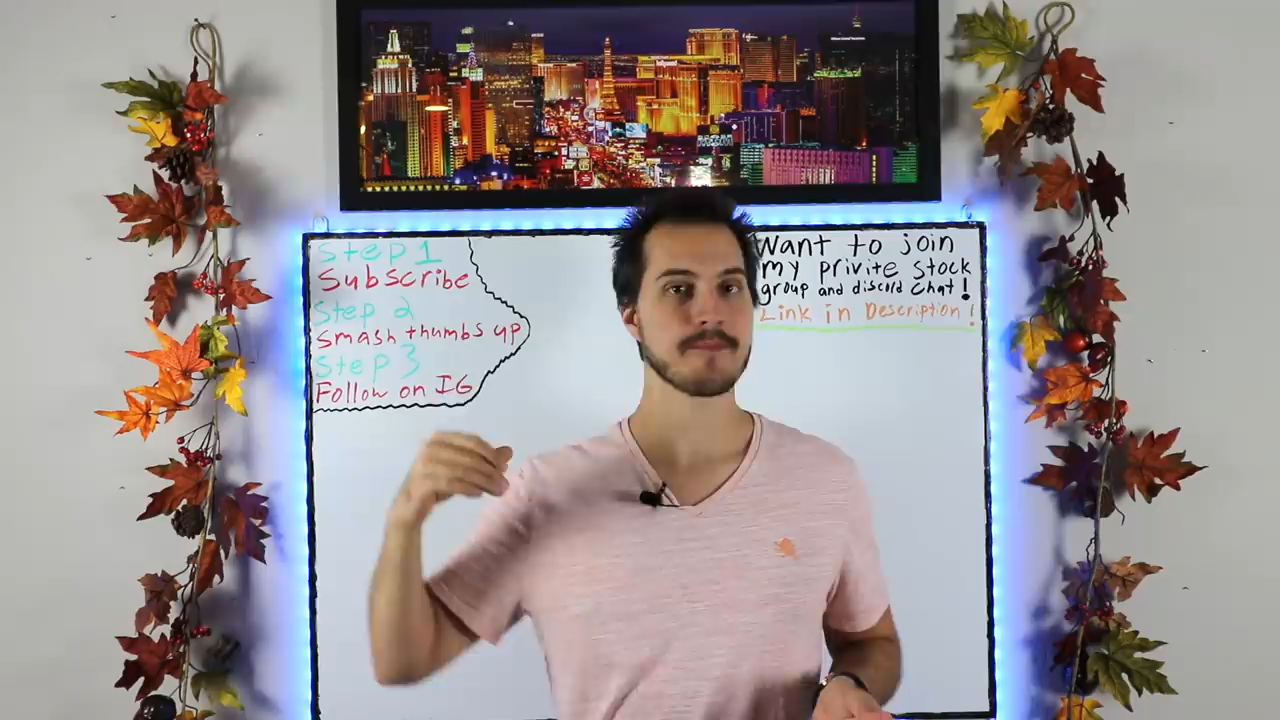 Step 1
Subscribe
Step 2
Smash thumbs up
Step 3
Follow on IG
Want to join
my privite stock
group and discord chat!
Link in Description!